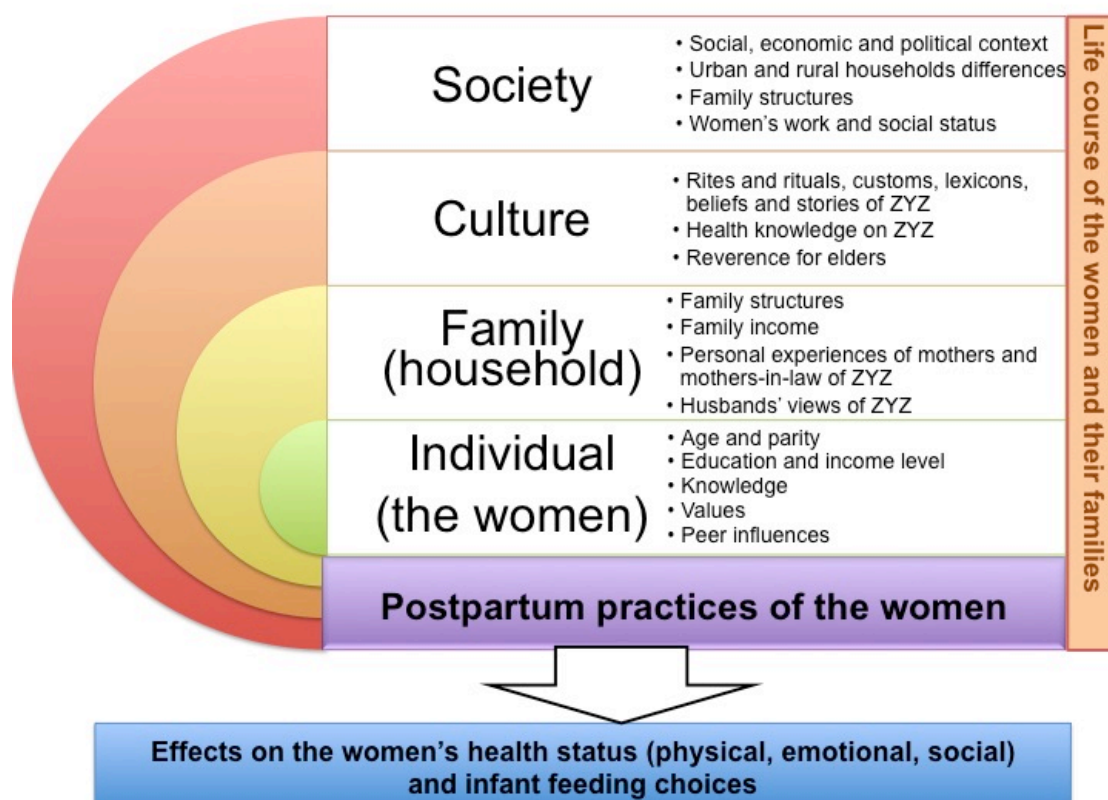 Society
• Social, economic and political context
• Urban and rural households differences
• Family structures
• Women's work and social status
Culture
• Rites and rituals, customs, lexicons,
beliefs and stories of ZYZ
• Health knowledge on ZYZ
• Reverence for elders
Family
(household)
• Family structures
• Family income
• Personal experiences of mothers and
mothers-in-law of ZYZ
• Husbands' views of ZYZ
Individual
(the women)
• Age and parity
• Education and income level
• Knowledge
• Values
• Peer influences
Life course of the women and their families
Postpartum practices of the women
Effects on the women's health status (physical, emotional, social)
and infant feeding choices